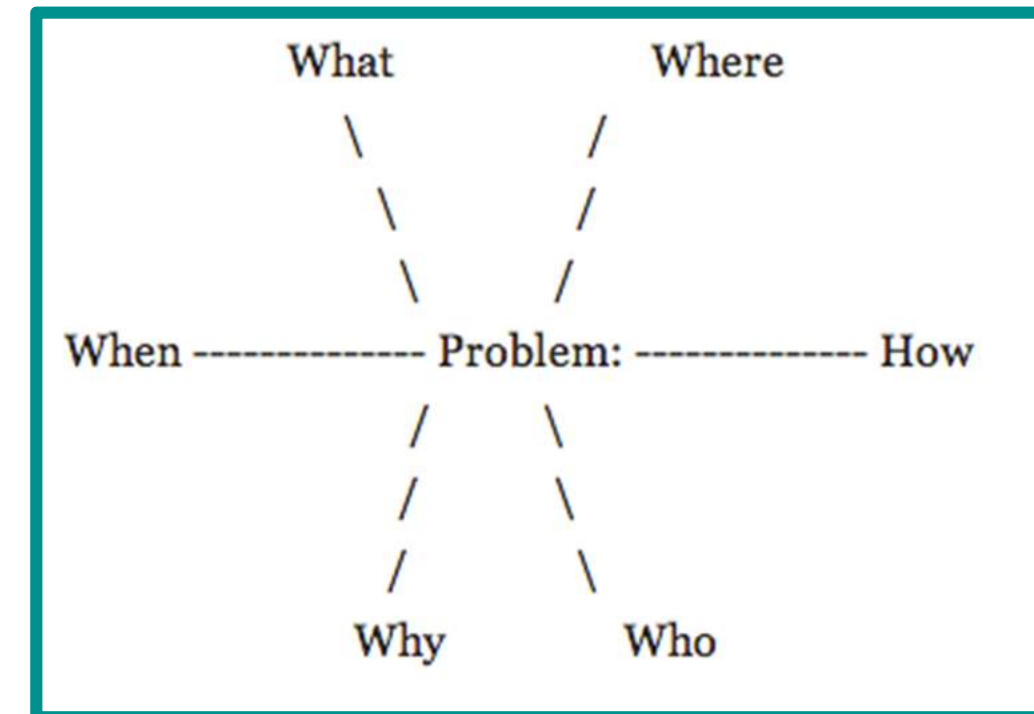 What Where
\ /
\ /
\ /
When -------------- Problem: -------------- How
/ \
/ \
/ \
Why Who